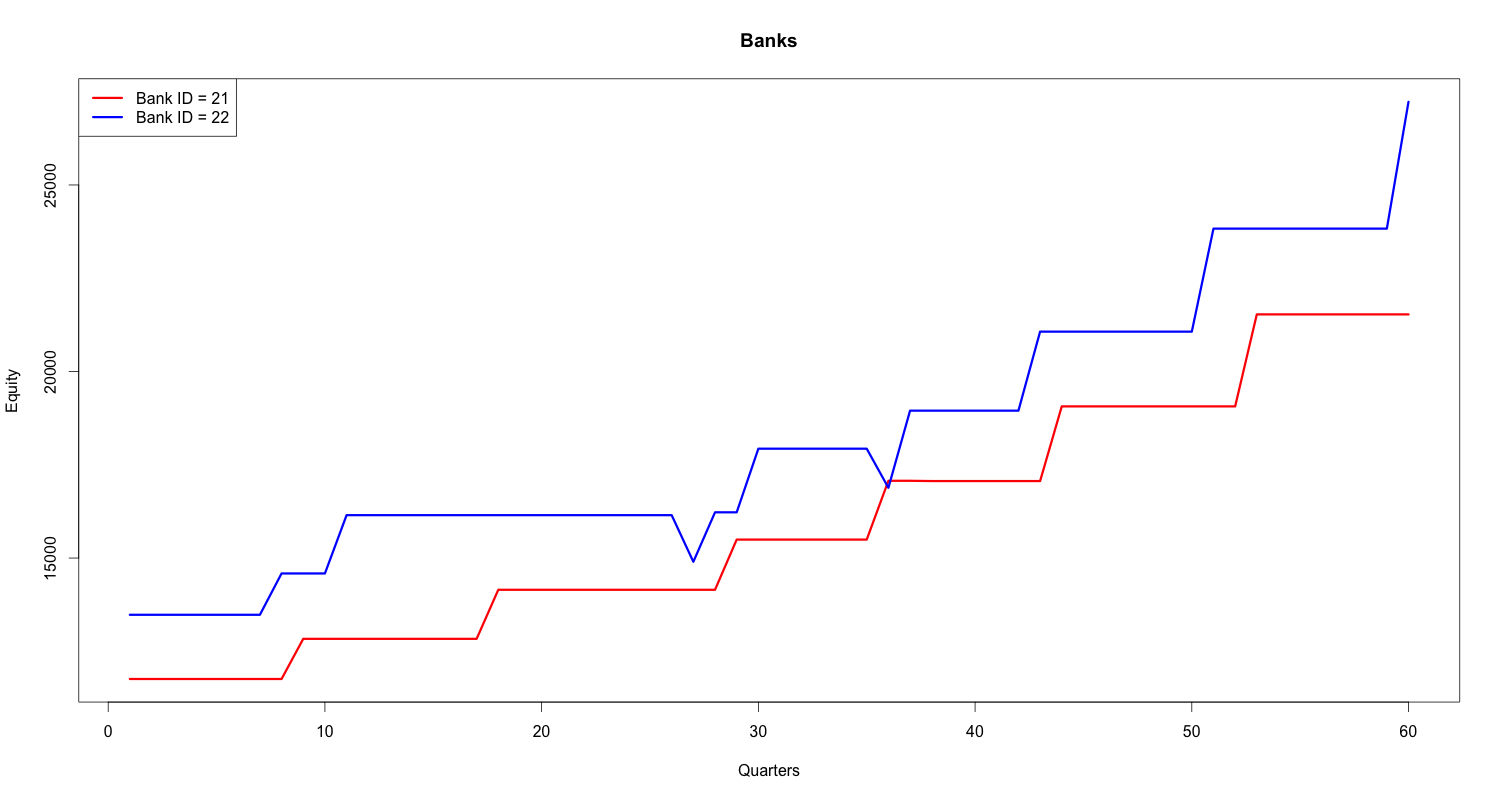 Banks
Bank ID = 21
Bank ID = 22
Equity
25000
20000
15000
0 10 20 30 40 50 60
Quarters